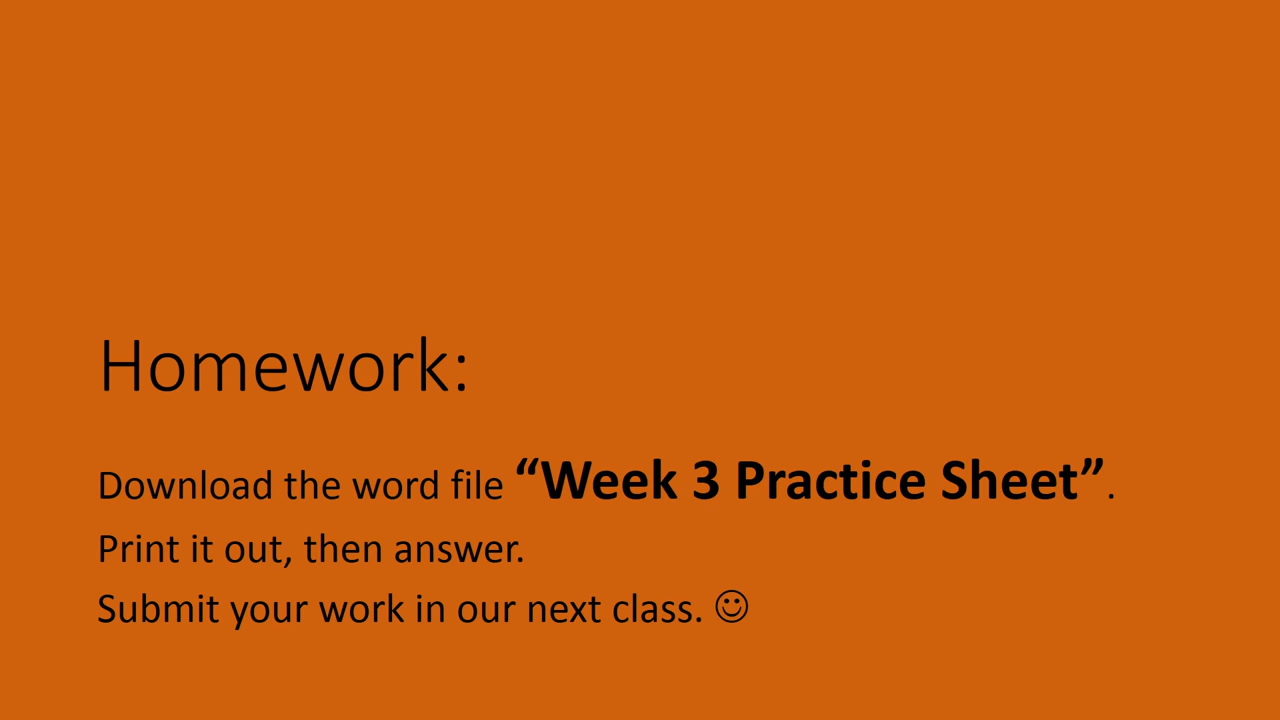 Homework:
Download the word file “Week 3 Practice Sheet”.
Print it out, then answer.
Submit your work in our next class. ☺